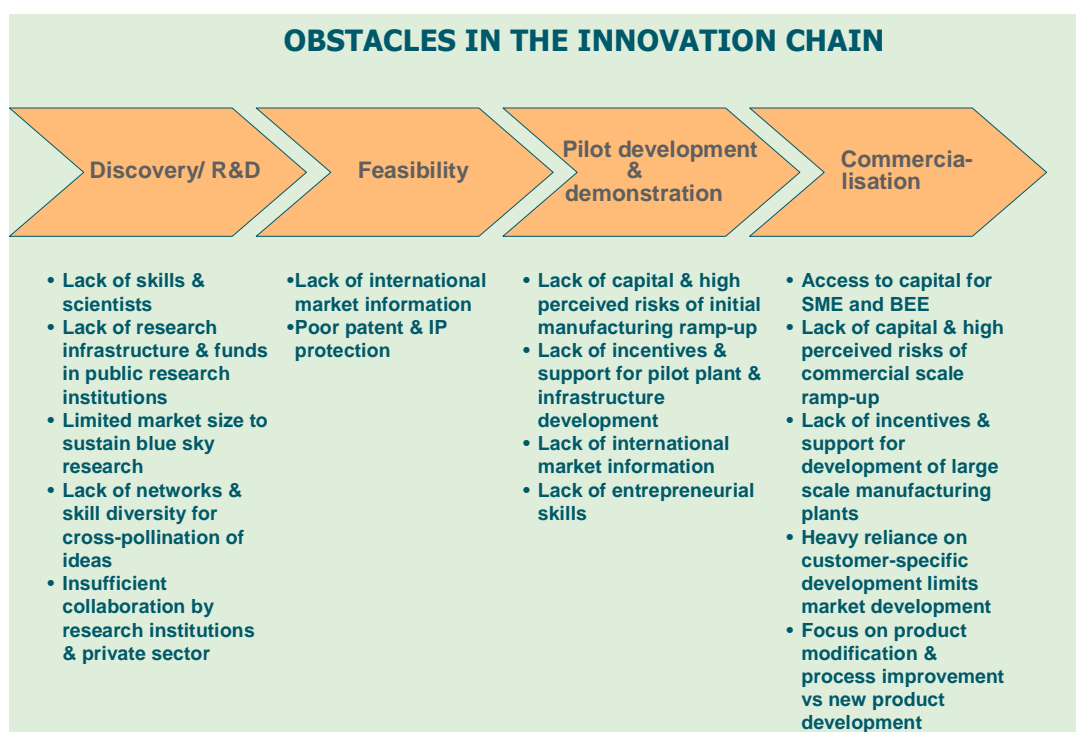 OBSTACLES IN THE INNOVATION CHAIN
Discovery/ R&D
Feasibility
Pilot development
&
demonstration
Commercia-
lisation
• Lack of skills &
scientists
• Lack of research
infrastructure & funds
in public research
institutions
• Limited market size to
sustain blue sky
research
• Lack of networks &
skill diversity for
cross-pollination of
ideas
• Insufficient
collaboration by
research institutions
& private sector
•Lack of international
market information
•Poor patent & IP
protection
• Lack of capital & high
perceived risks of initial
manufacturing ramp-up
• Lack of incentives &
support for pilot plant &
infrastructure
development
• Lack of international
market information
• Lack of entrepreneurial
skills
• Access to capital for
SME and BEE
• Lack of capital & high
perceived risks of
commercial scale
ramp-up
• Lack of incentives &
support for
development of large
scale manufacturing
plants
• Heavy reliance on
customer-specific
development limits
market development
• Focus on product
modification &
process improvement
vs new product
development